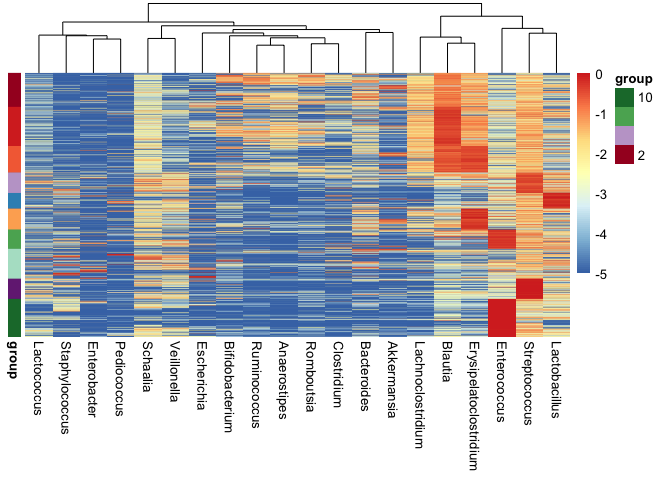 0
-1
-2
-3
-4
-5
group
10
2
group
Lactococcus
Staphylococcus
Enterobacter
Pediococcus
Schaalia
Veillonella
Escherichia
Bifidobacterium
Ruminococcus
Anaerostipes
Romboutsia
Clostridium
Bacteroides
Akkermansia
Lachnoclostridium
Blautia
Erysipelatoclostridium
Enterococcus
Streptococcus
Lactobacillus